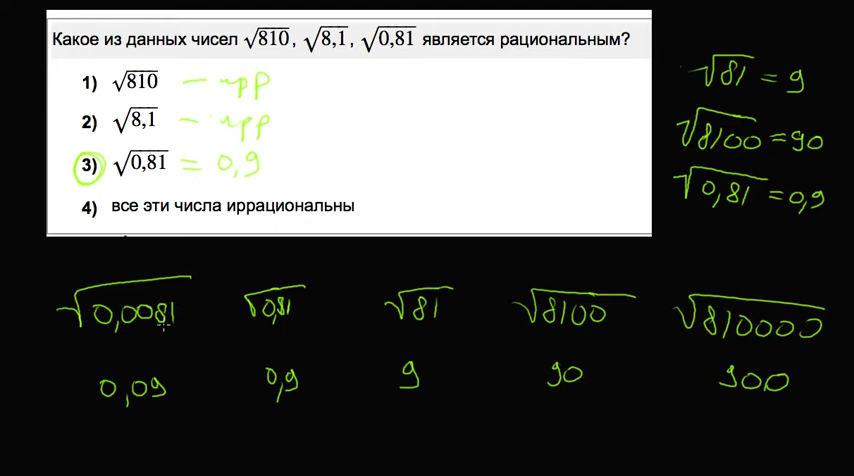 Какое из данных чисел √810, √8,1, √0,81 является рациональным?
1) √810 – ирр
2) √8,1 – ирр
3) √0,81 = 0,9
4) все эти числа иррациональны
√81 = 9
√8100 = 90
√0,81 = 0,9
√0,0081 √0,81 √81 √8100 √810000
0,09 0,9 9 90 900